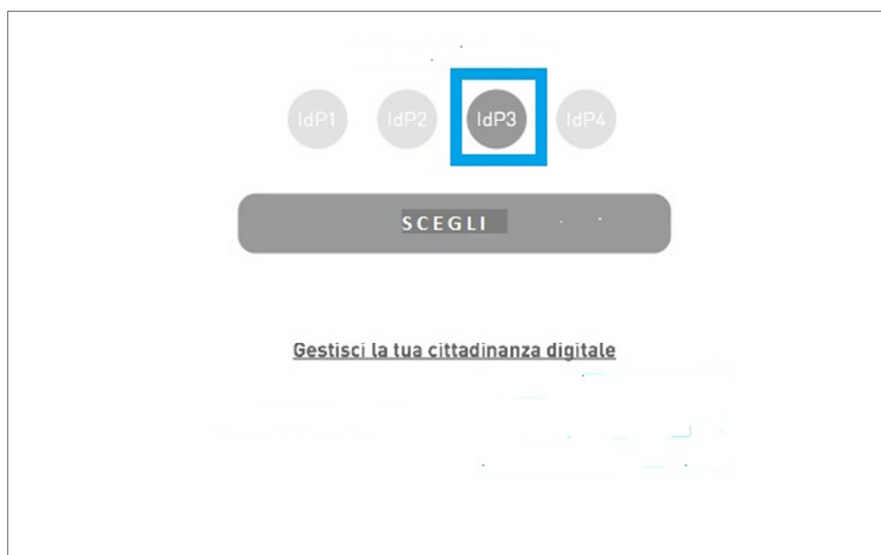 IdP1 IdP2 IdP3 IdP4
SCEGLI
Gestisci la tua cittadinanza digitale